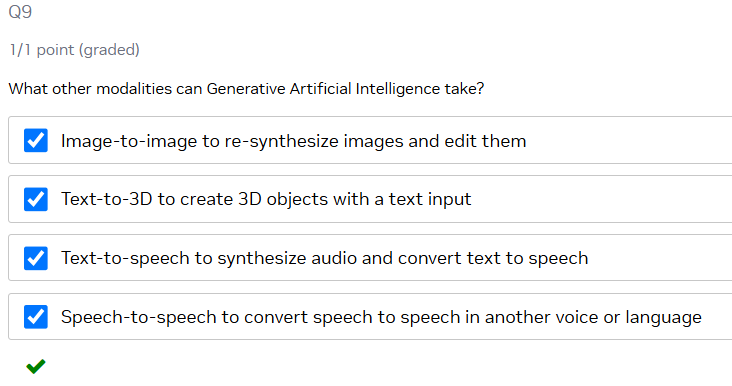 Q9
1/1 point (graded)
What other modalities can Generative Artificial Intelligence take?
Image-to-image to re-synthesize images and edit them
Text-to-3D to create 3D objects with a text input
Text-to-speech to synthesize audio and convert text to speech
Speech-to-speech to convert speech to speech in another voice or language